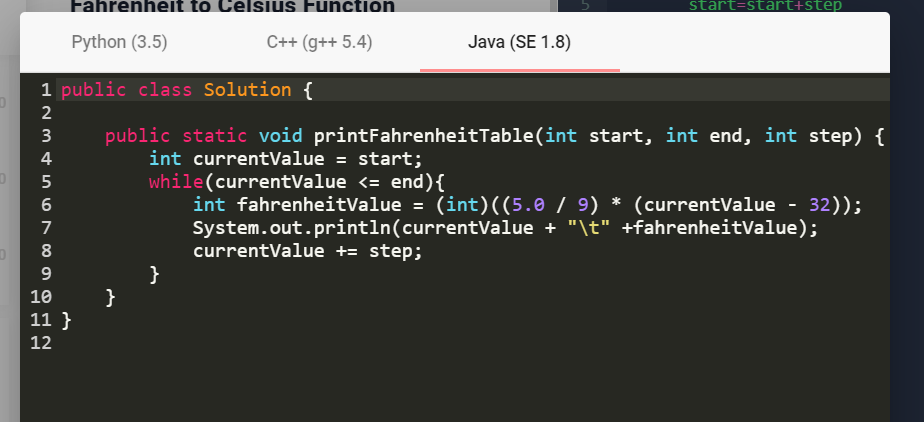 Fahrenheit to Celsius Function
5 start=start+step
Python (3.5) C++ (g++ 5.4) Java (SE 1.8)
1 public class Solution {
2
3     public static void printFahrenheitTable(int start, int end, int step) {
4         int currentValue = start;
5         while(currentValue <= end){
6             int fahrenheitValue = (int)((5.0 / 9) * (currentValue - 32));
7             System.out.println(currentValue + "\t" +fahrenheitValue);
8             currentValue += step;
9         }
10     }
11 }
12